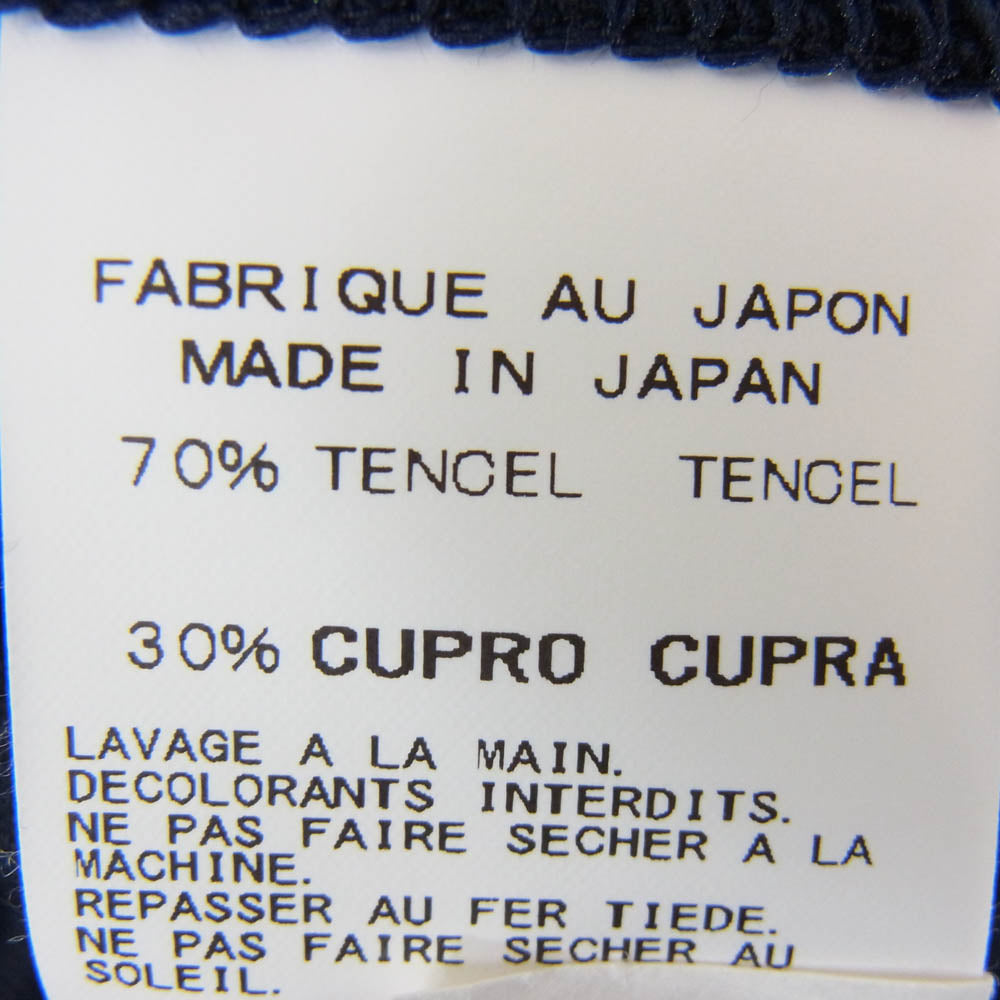 FABRIQUE AU JAPON
MADE IN JAPAN
70% TENCEL TENCEL
30% CUPRO CUPRA
LAVAGE A LA MAIN.
DECOLORANTS INTERDITS.
NE PAS FAIRE SECHER A LA
MACHINE.
REPASSER AU FER TIEDE.
NE PAS FAIRE SECHER AU
SOLEIL.